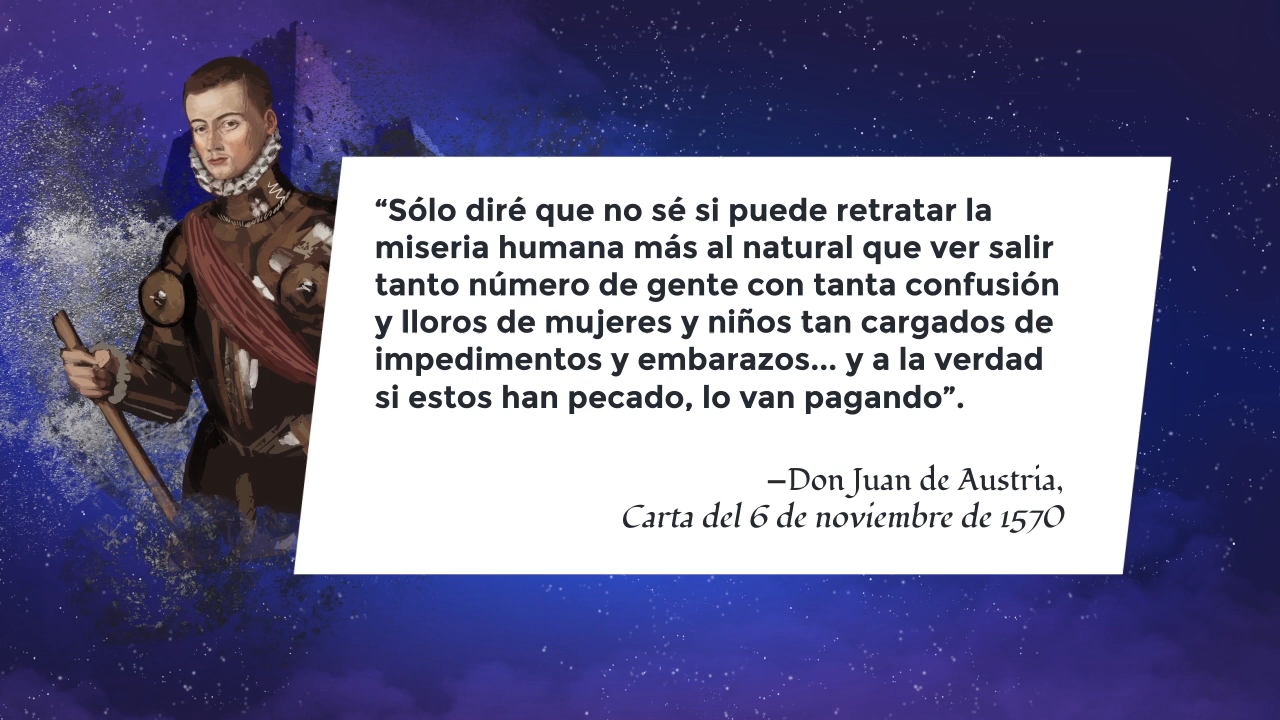 “Sólo diré que no sé si puede retratar la
miseria humana más al natural que ver salir
tanto número de gente con tanta confusión
y lloros de mujeres y niños tan cargados de
impedimentos y embarazos... y a la verdad
si estos han pecado, lo van pagando”.
–Don Juan de Austria,
Carta del 6 de noviembre de 1570